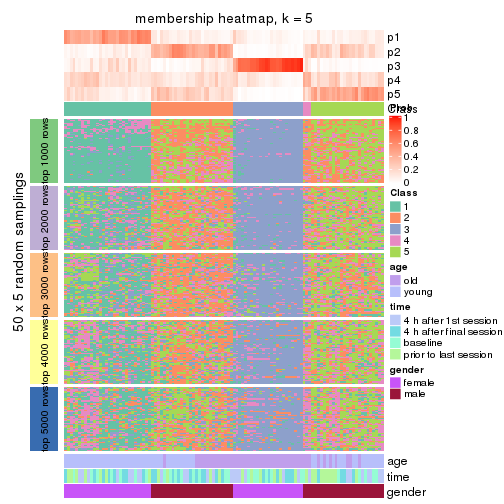 membership heatmap, k = 5
p1
p2
p3
p4
p5
Class
Prob
1
0.8
0.6
0.4
0.2
0
Class
1
2
3
4
5
age
old
young
time
4 h after 1st session
4 h after final session
baseline
prior to last session
gender
female
male
50 x 5 random samplings
top 1000 rows
top 2000 rows
top 3000 rows
top 4000 rows
top 5000 rows
age
time
gender